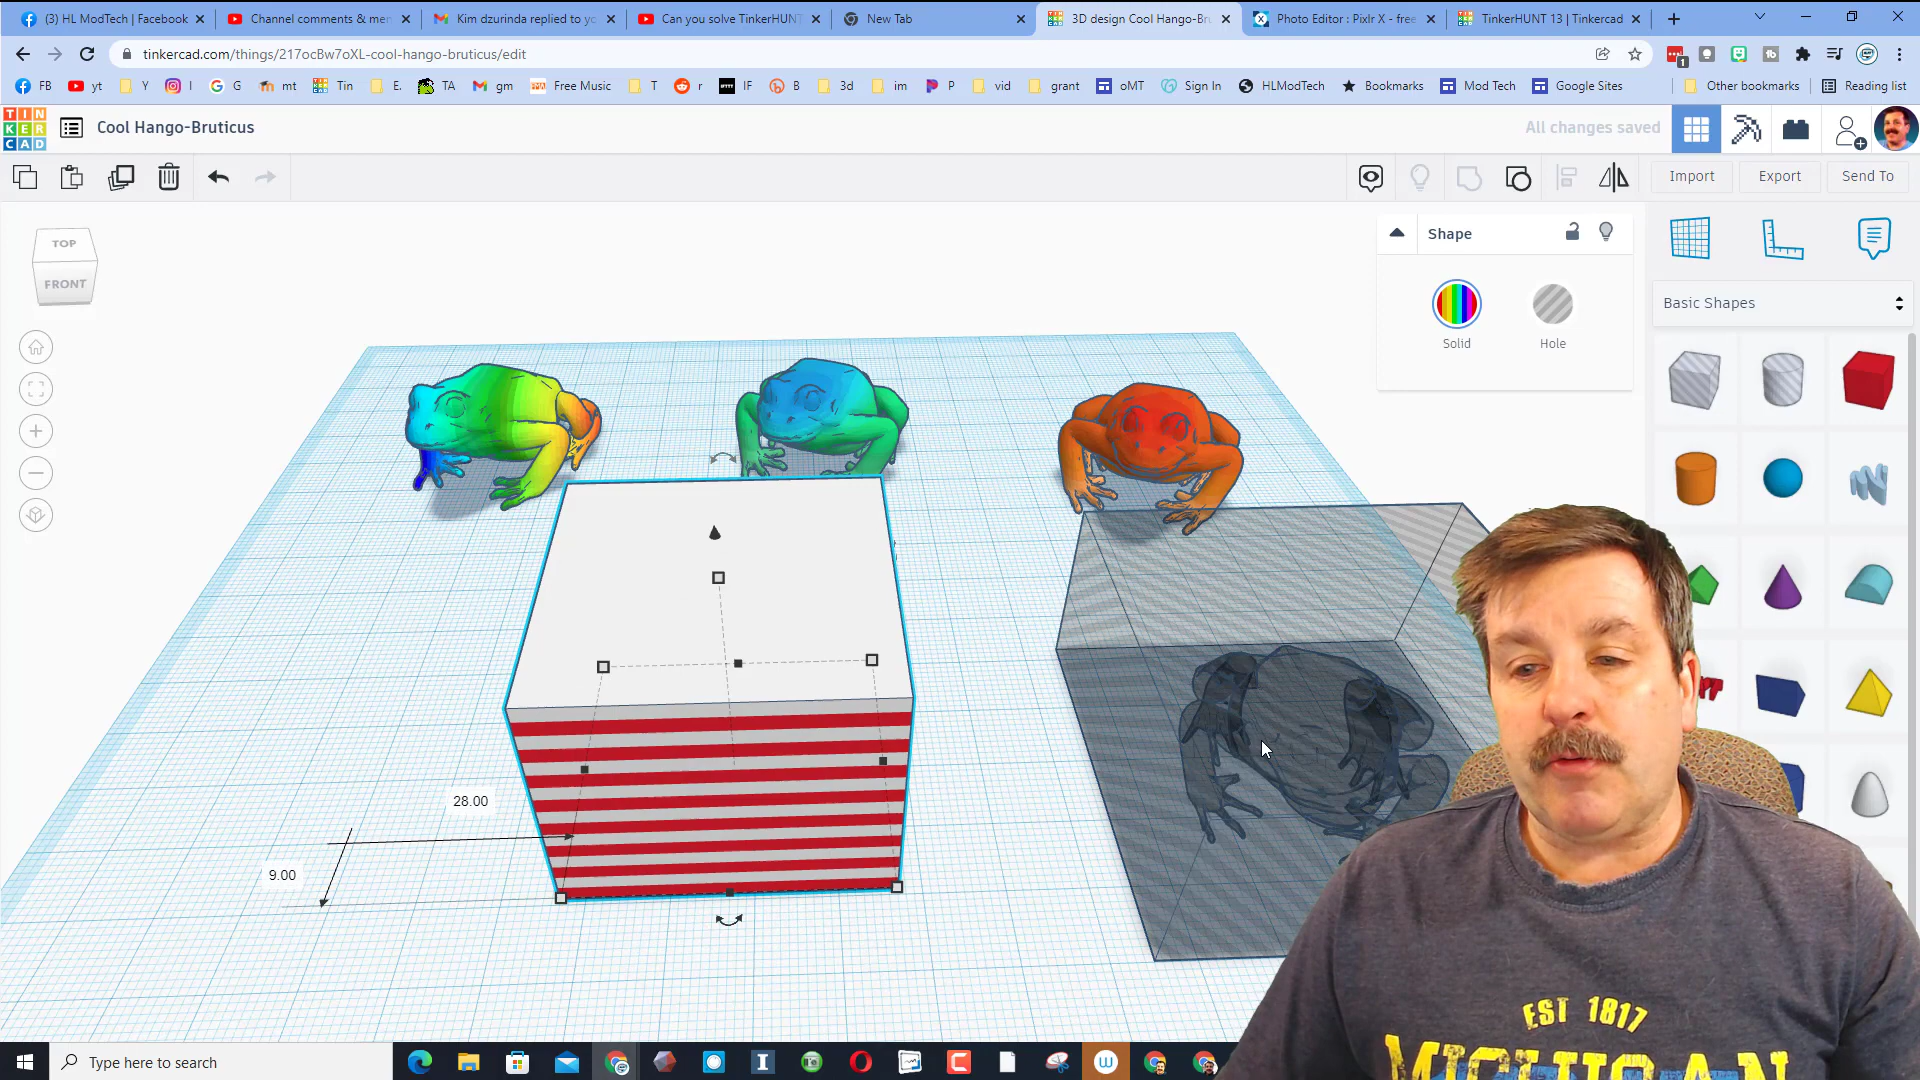 (3) HL ModTech | Facebook
Channel comments & men
Kim dzurinda replied to yo
Can you solve TinkerHUNT
New Tab
3D design Cool Hango-Bru
Photo Editor : Pixlr X - free
TinkerHUNT 13 | Tinkercad
tinkercad.com/things/217ocBw7oXL-cool-hango-bruticus/edit
1
FB
yt
Y
I
G
mt
Tin
E.
TA
gm
Free Music
T
r
IF
B
3d
im
P
vid
grant
oMT
Sign In
HLModTech
Bookmarks
Mod Tech
Google Sites
Other bookmarks
Reading list
TIN
KER
CAD
Cool Hango-Bruticus
All changes saved
Import
Export
Send To
TOP
FRONT
Shape
Solid
Hole
Basic Shapes
28.00
9.00
EST 1817
MICHIGAN
Type here to search